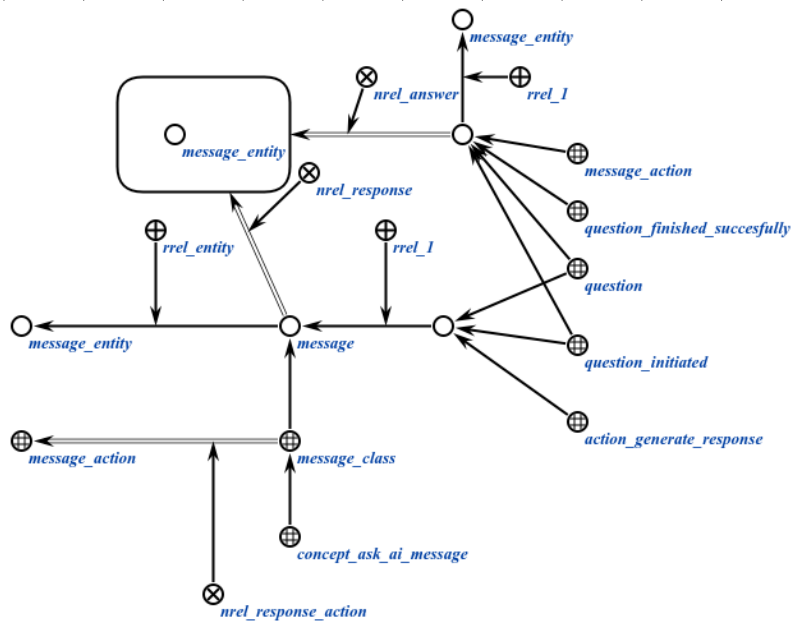 message_entity
nrel_answer
rrel_1
message_entity
message_action
nrel_response
question_finished_succesfully
rrel_entity
rrel_1
question
message_entity
message
question_initiated
action_generate_response
message_action
message_class
concept_ask_ai_message
nrel_response_action